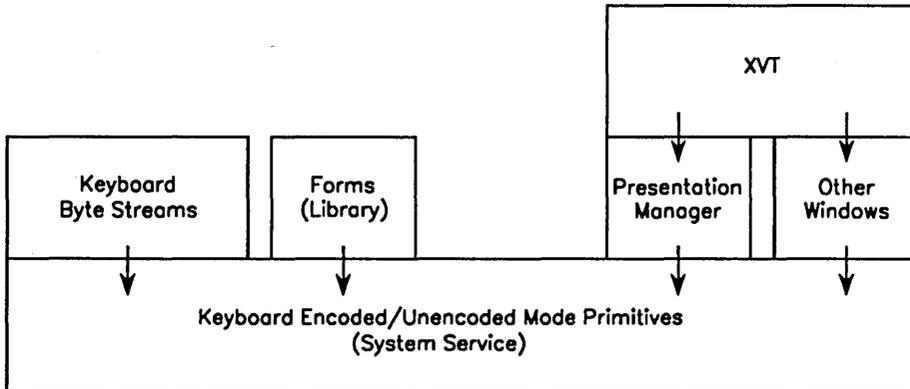 XVT
Keyboard
Byte Streams
Forms
(Library)
Presentation
Manager
Other
Windows
Keyboard Encoded/Unencoded Mode Primitives
(System Service)